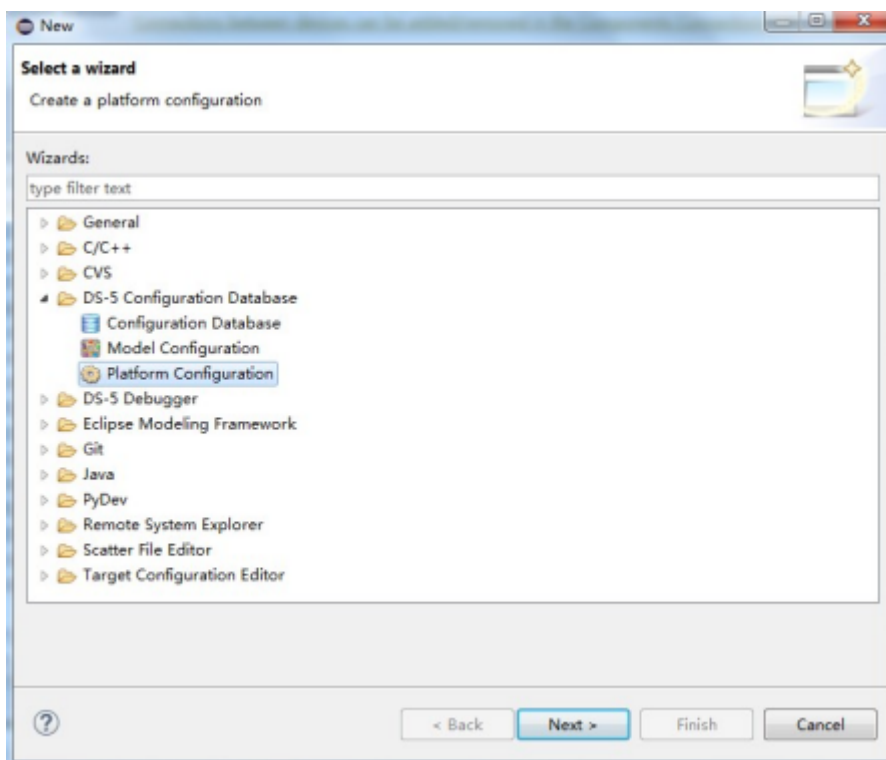 New
Select a wizard
Create a platform configuration
Wizards:
type filter text
General
C/C++
CVS
DS-5 Configuration Database
Configuration Database
Model Configuration
Platform Configuration
DS-5 Debugger
Eclipse Modeling Framework
Git
Java
PyDev
Remote System Explorer
Scatter File Editor
Target Configuration Editor
< Back Next > Finish Cancel